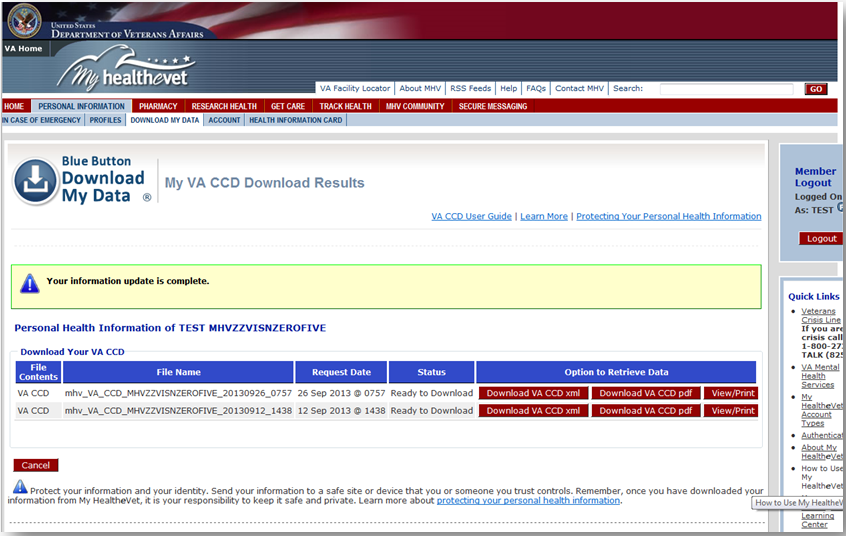 UNITED STATES
DEPARTMENT OF VETERANS AFFAIRS
VA Home
My healthevet
VA Facility Locator | About MHV | RSS Feeds | Help | FAQs | Contact MHV | Search: GO
HOME PERSONAL INFORMATION PHARMACY RESEARCH HEALTH GET CARE TRACK HEALTH MHV COMMUNITY SECURE MESSAGING
IN CASE OF EMERGENCY | PROFILES | DOWNLOAD MY DATA | ACCOUNT | HEALTH INFORMATION CARD
Blue Button
Download
My Data ®
My VA CCD Download Results
VA CCD User Guide | Learn More | Protecting Your Personal Health Information
Your information update is complete.
Personal Health Information of TEST MHVZZVISNZEROFIVE
Download Your VA CCD
File Contents File Name Request Date Status Option to Retrieve Data
VA CCD mhv_VA_CCD_MHVZZVISNZEROFIVE_20130926_0757 26 Sep 2013 @ 0757 Ready to Download Download VA CCD xml Download VA CCD pdf View/Print
VA CCD mhv_VA_CCD_MHVZZVISNZEROFIVE_20130912_1438 12 Sep 2013 @ 1438 Ready to Download Download VA CCD xml Download VA CCD pdf View/Print
Cancel
Protect your information and your identity. Send your information to a safe site or device that you or someone you trust controls. Remember, once you have downloaded your
information from My HealtheVet, it is your responsibility to keep it safe and private. Learn more about protecting your personal health information.
Member
Logout
Logged On
As: TEST
Logout
Quick Links
Veterans
Crisis Line
If you are
crisis call
1-800-27
TALK (825
VA Mental
Health
Services
My
HealtheVet
Account
Types
Authenticat
About My
HealtheVet
How to Use
My
HealtheVet
How to Use My HealtheV
Learning
Center